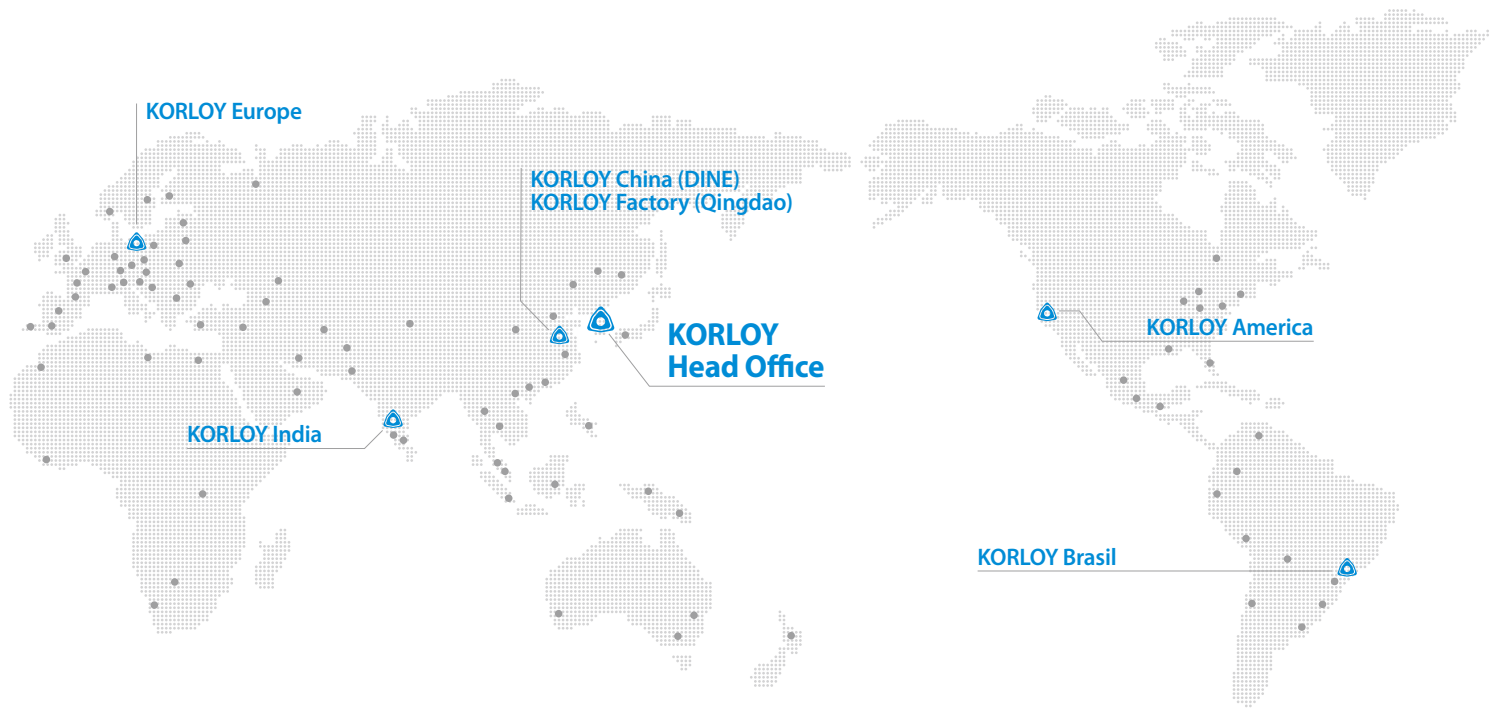 KORLOY Europe
KORLOY China (DINE)
KORLOY Factory (Qingdao)
KORLOY
Head Office
KORLOY America
KORLOY India
KORLOY Brasil